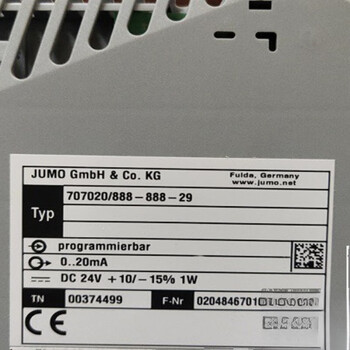 JUMO GmbH & Co. KG
Fulda, Germany
www.jumo.net
Typ
707020/888-888-29
programmierbar
0..20mA
DC 24V +10/-15% 1W
TN
00374499
F-Nr
0204846701
CE